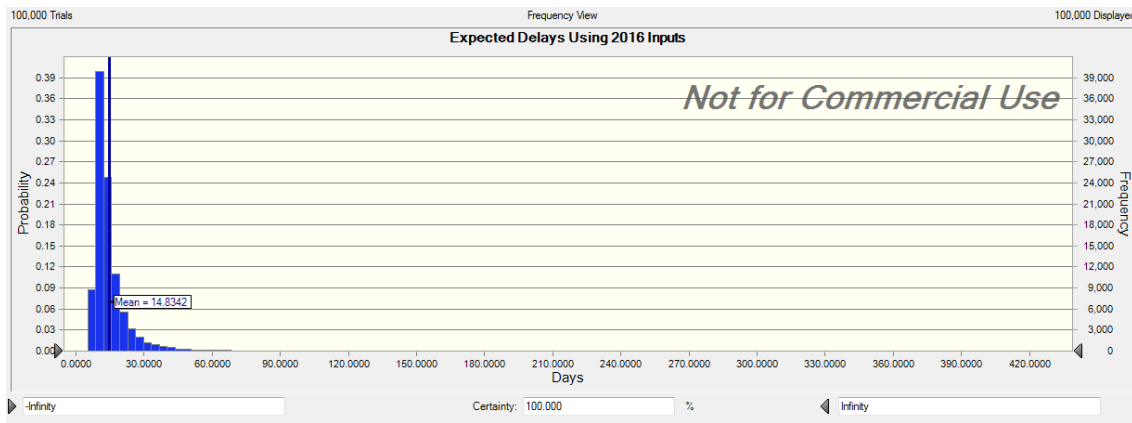 100,000 Trials Frequency View 100,000 Displayed
Expected Delays Using 2016 Inputs
Not for Commercial Use
0.39 39,000
0.36 36,000
0.33 33,000
0.30 30,000
0.27 27,000
0.24 24,000
0.21 21,000
0.18 18,000
0.15 15,000
0.12 12,000
0.09 9,000
0.06 6,000
0.03 3,000
0.00 0
Probability
Frequency
Mean = 14.8342
0.0000 30.0000 60.0000 90.0000 120.0000 150.0000 180.0000 210.0000 240.0000 270.0000 300.0000 330.0000 360.0000 390.0000 420.0000
Days
-Infinity Certainty: 100.000 % Infinity